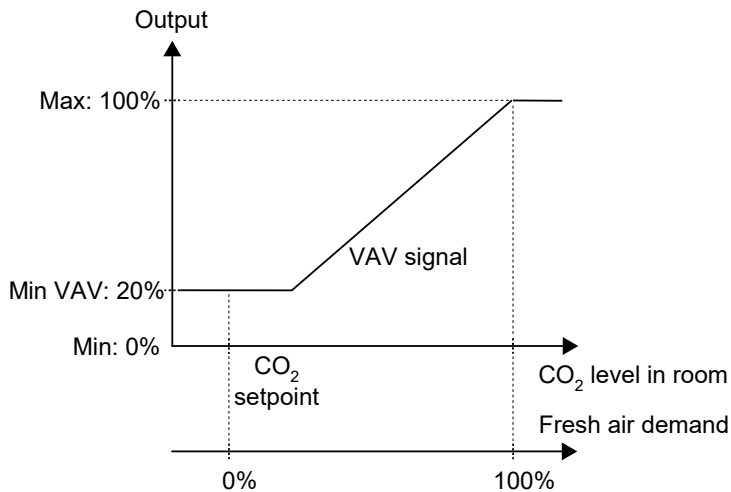 Output
Max: 100%
VAV signal
Min VAV: 20%
Min: 0%
CO₂
setpoint
CO₂ level in room
Fresh air demand
0%
100%